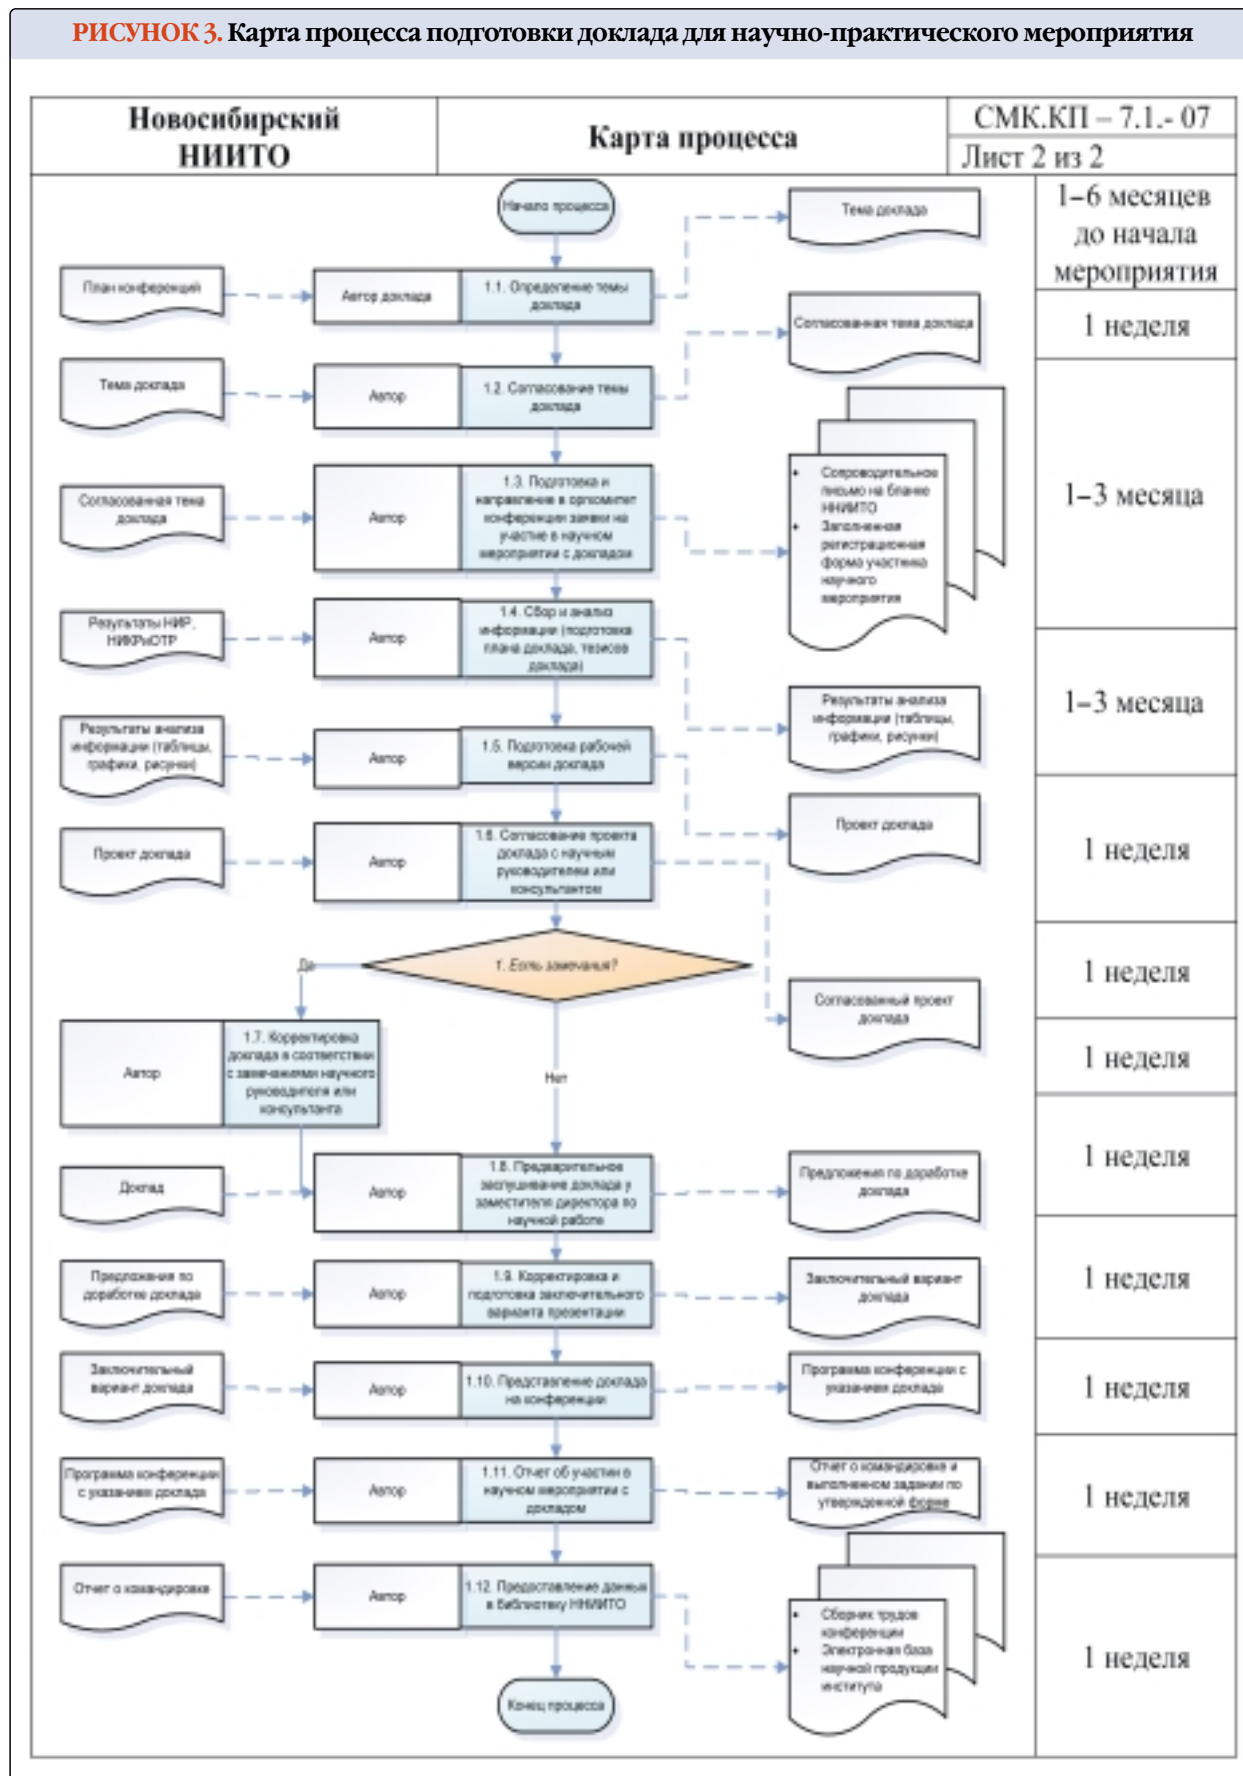 РИСУНОК 3. Карта процесса подготовки доклада для научно-практического мероприятия
Новосибирский
НИИТО
Карта процесса
СМК.КП – 7.1.- 07
Лист 2 из 2
1–6 месяцев
до начала
мероприятия
Начало процесса
Тема доклада
План конференций
Автор доклада
1.1. Определение темы
доклада
Согласованная тема доклада
1 неделя
Тема доклада
Автор
1.2. Согласование темы
доклада
Согласованная тема
доклада
Автор
1.3. Подготовка и
направление в оргкомитет
конференции заявки на
участие в научном
мероприятии с докладом
• Сопроводительное
письмо на бланке
ННИИТО
• Заполненная
регистрационная
форма участника
научного
мероприятия
1–3 месяца
Результаты НИР,
НИКРиОТР
Автор
1.4. Сбор и анализ
информации (подготовка
плана доклада, тезисов
доклада)
Результаты анализа
информации (таблицы,
графики, рисунки)
1–3 месяца
Результаты анализа
информации (таблицы,
графики, рисунки)
Автор
1.5. Подготовка рабочей
версии доклада
Проект доклада
1 неделя
Проект доклада
Автор
1.6. Согласование проекта
доклада с научным
руководителем или
консультантом
Согласованный проект
доклада
1 неделя
1. Есть замечания?
Да
Нет
Автор
1.7. Корректировка
доклада в соответствии
с замечаниями научного
руководителя или
консультанта
1 неделя
Доклад
Автор
1.8. Предварительное
заслушивание доклада у
заместителя директора по
научной работе
Предложения по доработке
доклада
1 неделя
Предложения по
доработке доклада
Автор
1.9. Корректировка и
подготовка заключительного
варианта презентации
Заключительный вариант
доклада
1 неделя
Заключительный
вариант доклада
Автор
1.10. Представление доклада
на конференции
Программа конференции с
указанием доклада
1 неделя
Программа конференции
с указанием доклада
Автор
1.11. Отчет об участии в
научном мероприятии с
докладом
Отчет о командировке и
выполненном задании по
утвержденной форме
1 неделя
Отчет о командировке
Автор
1.12. Предоставление данных
в библиотеку ННИИТО
• Сборник трудов
конференции
• Электронная база
научной продукции
института
1 неделя
Конец процесса